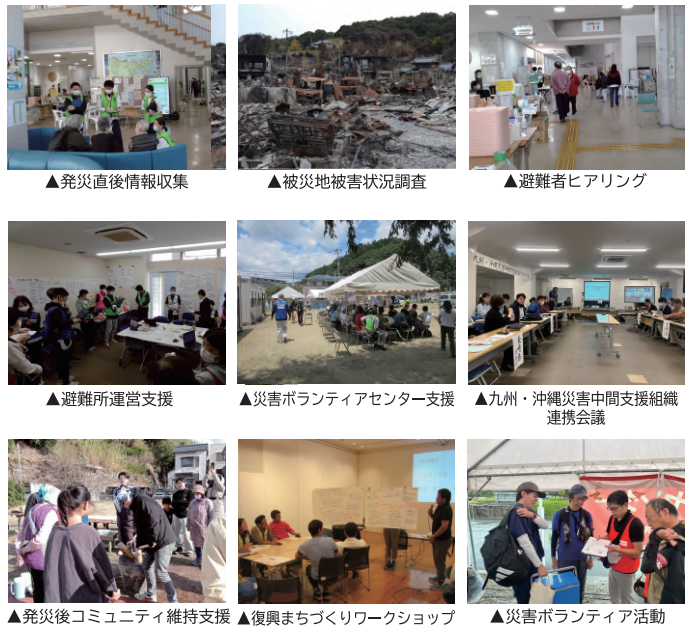 ▲発災直後情報収集
▲被災地被害状況調査
▲避難者ヒアリング
▲避難所運営支援
▲災害ボランティアセンター支援
▲九州・沖縄災害中間支援組織
連携会議
▲発災後コミュニティ維持支援
▲復興まちづくりワークショップ
▲災害ボランティア活動